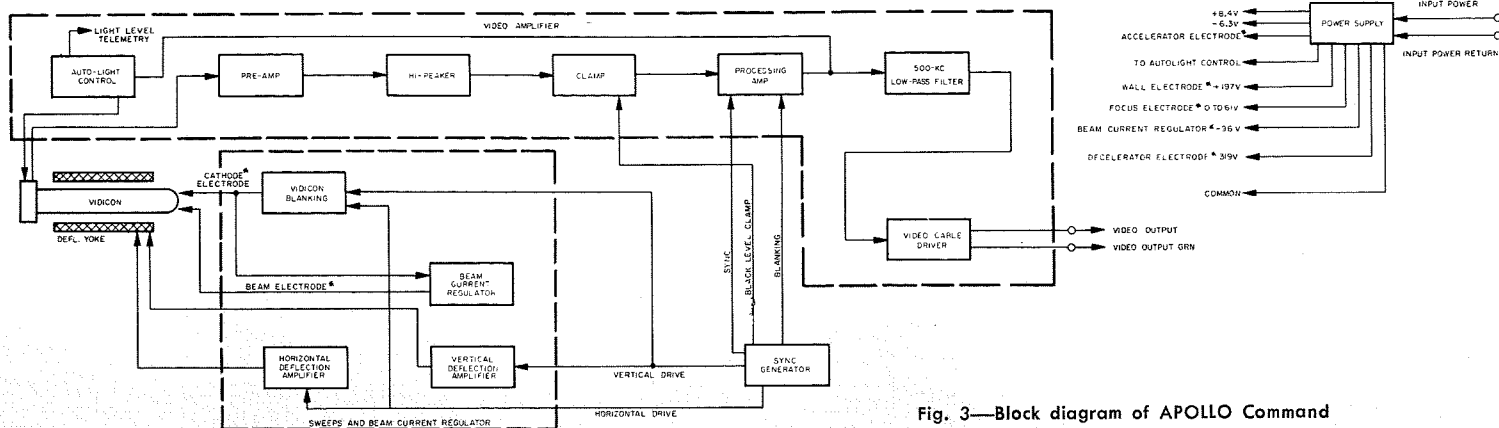 VIDEO AMPLIFIER
LIGHT LEVEL
TELEMETRY
AUTO-LIGHT
CONTROL
PRE-AMP
HI-PEAKER
CLAMP
PROCESSING
AMP
500-KC
LOW-PASS FILTER
+8.4V
-6.3V
ACCELERATOR ELECTRODE*
TO AUTOLIGHT CONTROL
WALL ELECTRODE * +197V
FOCUS ELECTRODE* 0 TO 61V
BEAM CURRENT REGULATOR * -36V
DECELERATOR ELECTRODE* 319V
COMMON
POWER SUPPLY
INPUT POWER
INPUT POWER RETURN
VIDICON
DEFL. YOKE
CATHODE*
ELECTRODE
VIDICON
BLANKING
BEAM ELECTRODE*
BEAM
CURRENT
REGULATOR
HORIZONTAL
DEFLECTION
AMPLIFIER
VERTICAL
DEFLECTION
AMPLIFIER
VERTICAL DRIVE
HORIZONTAL DRIVE
SWEEPS AND BEAM CURRENT REGULATOR
SYNC
BLACK LEVEL CLAMP
BLANKING
SYNC
GENERATOR
VIDEO CABLE
DRIVER
VIDEO OUTPUT
VIDEO OUTPUT GRN
Fig. 3—Block diagram of APOLLO Command